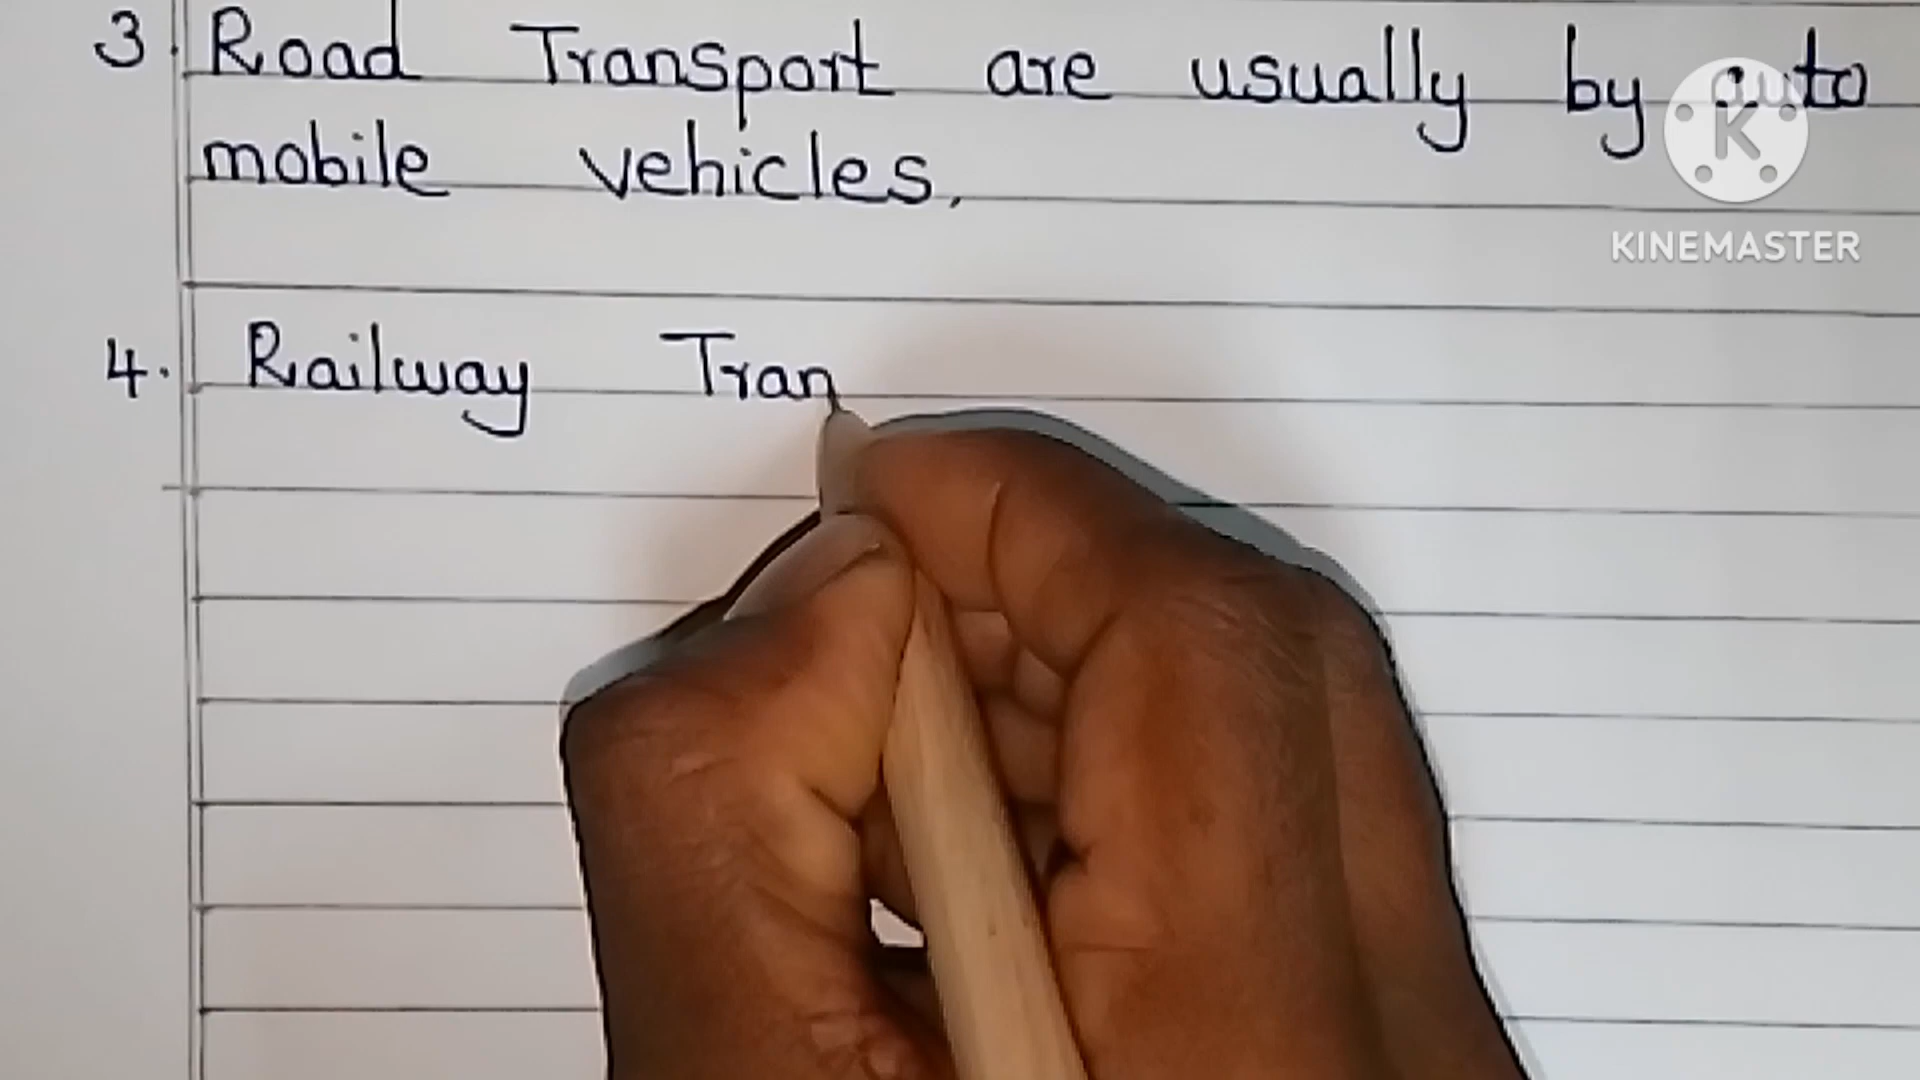 3. Road Transport are usually by auto
mobile vehicles.
KINEMASTER
4. Railway Tran